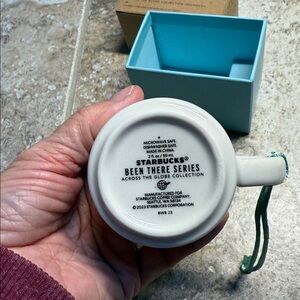 MICROWAVE SAFE.
DISHWASHER SAFE.
MADE IN CHINA
2 fl oz / 59 mL
STARBUCKS®
BEEN THERE SERIES
ACROSS THE GLOBE COLLECTION
MANUFACTURED FOR
STARBUCKS COFFEE COMPANY
SEATTLE, WA 98134
© 2023 STARBUCKS CORPORATION.
BWB 23